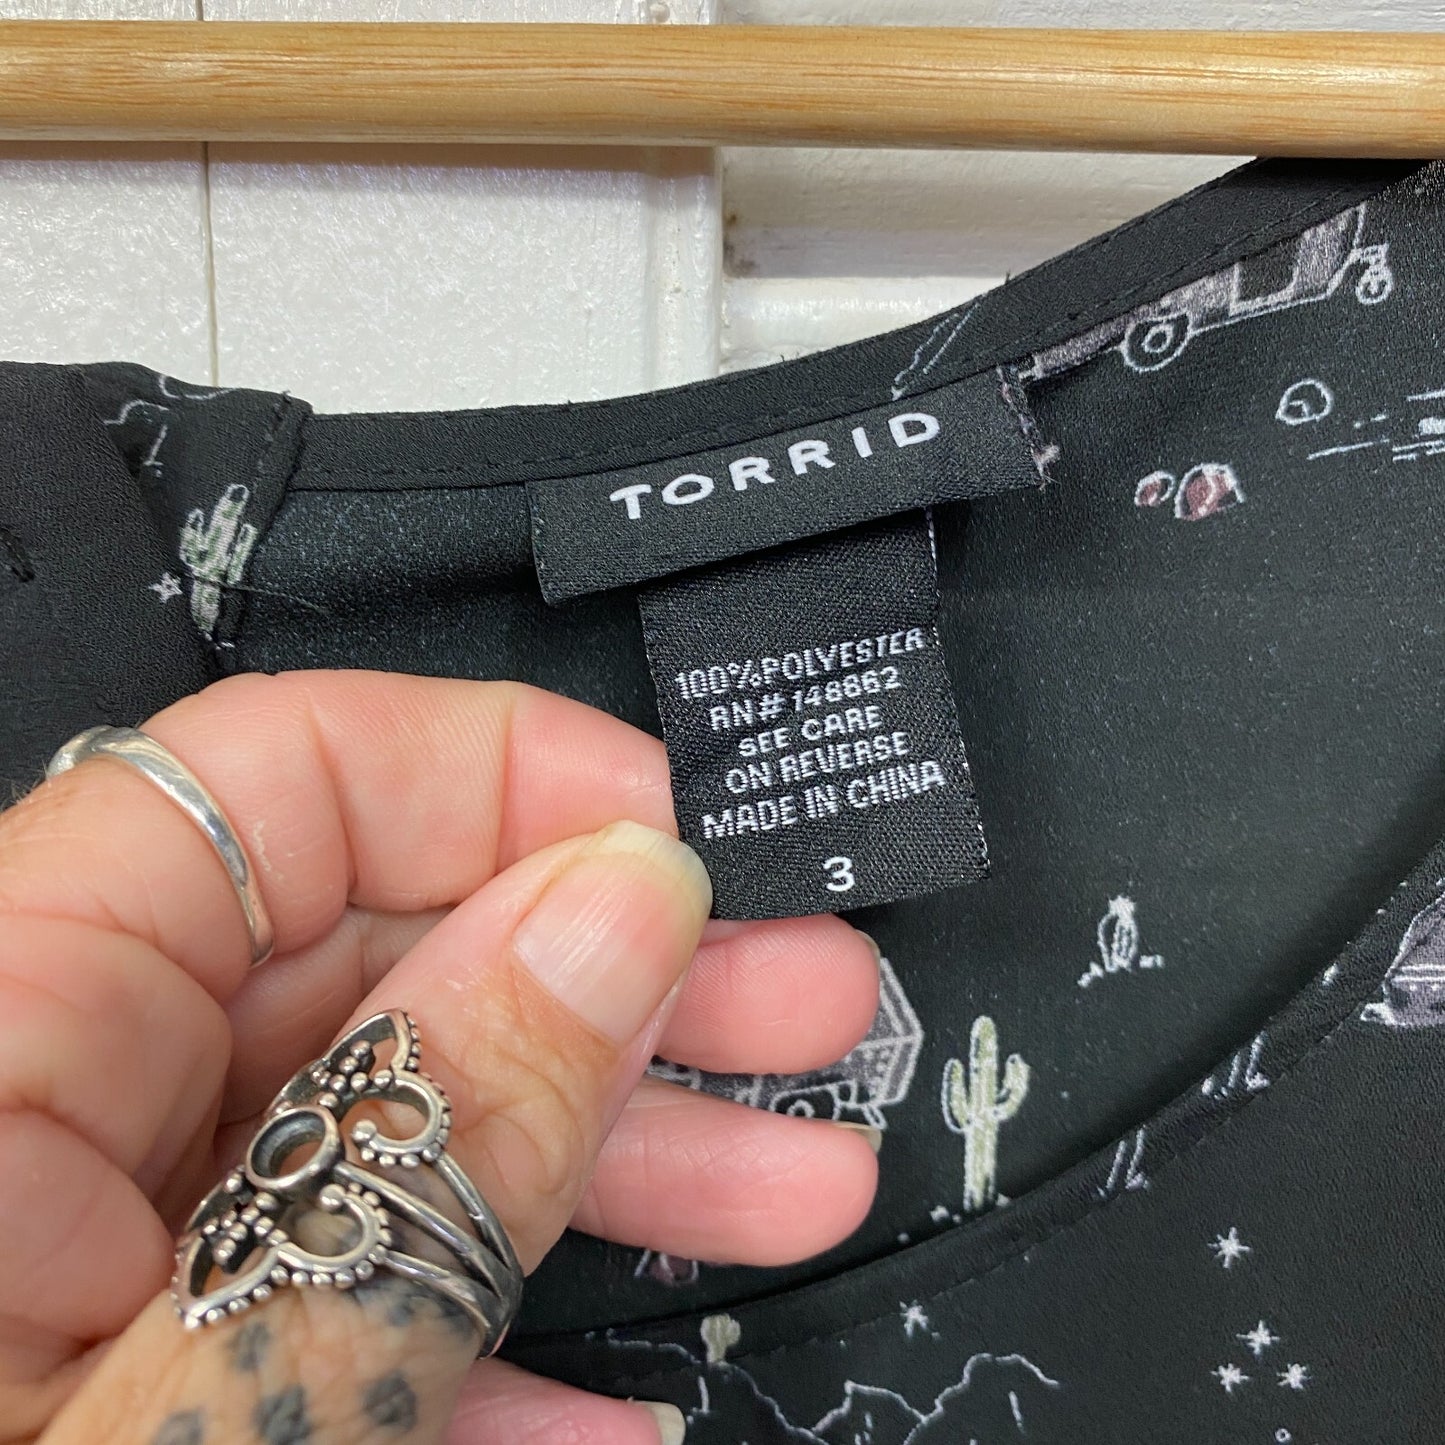 TORRID
100% POLYESTER
RN# 148662
SEE CARE
ON REVERSE
MADE IN CHINA
3